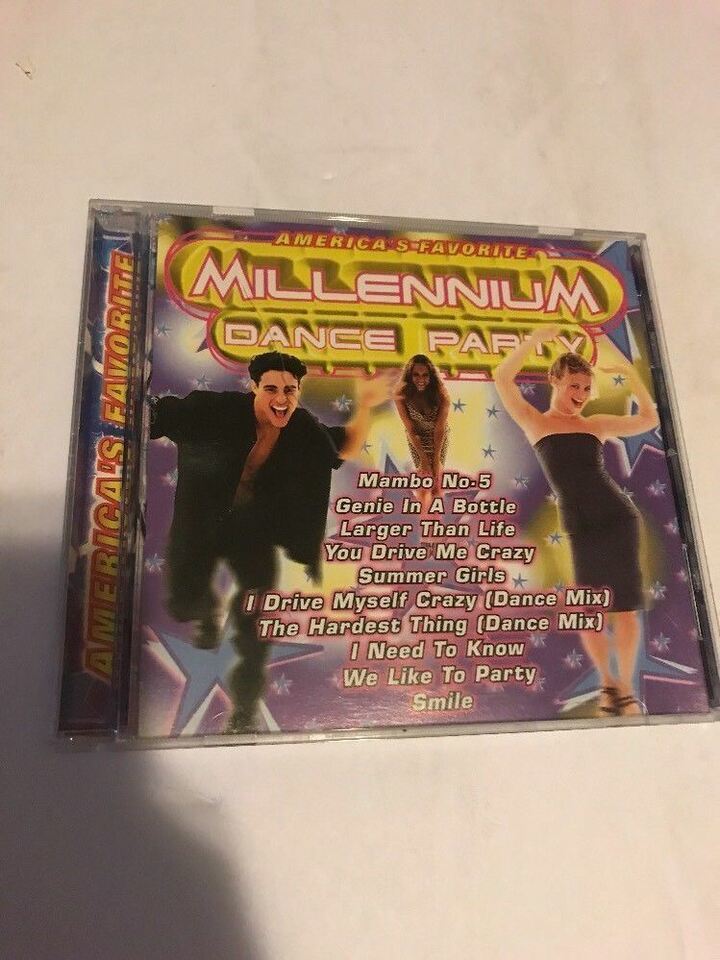 AMERICA'S FAVORITE
AMERICA'S FAVORITE
MILLENNIUM
DANCE PARTY
Mambo No.5
Genie In A Bottle
Larger Than Life
You Drive Me Crazy
Summer Girls
I Drive Myself Crazy (Dance Mix)
The Hardest Thing (Dance Mix)
I Need To Know
We Like To Party
Smile